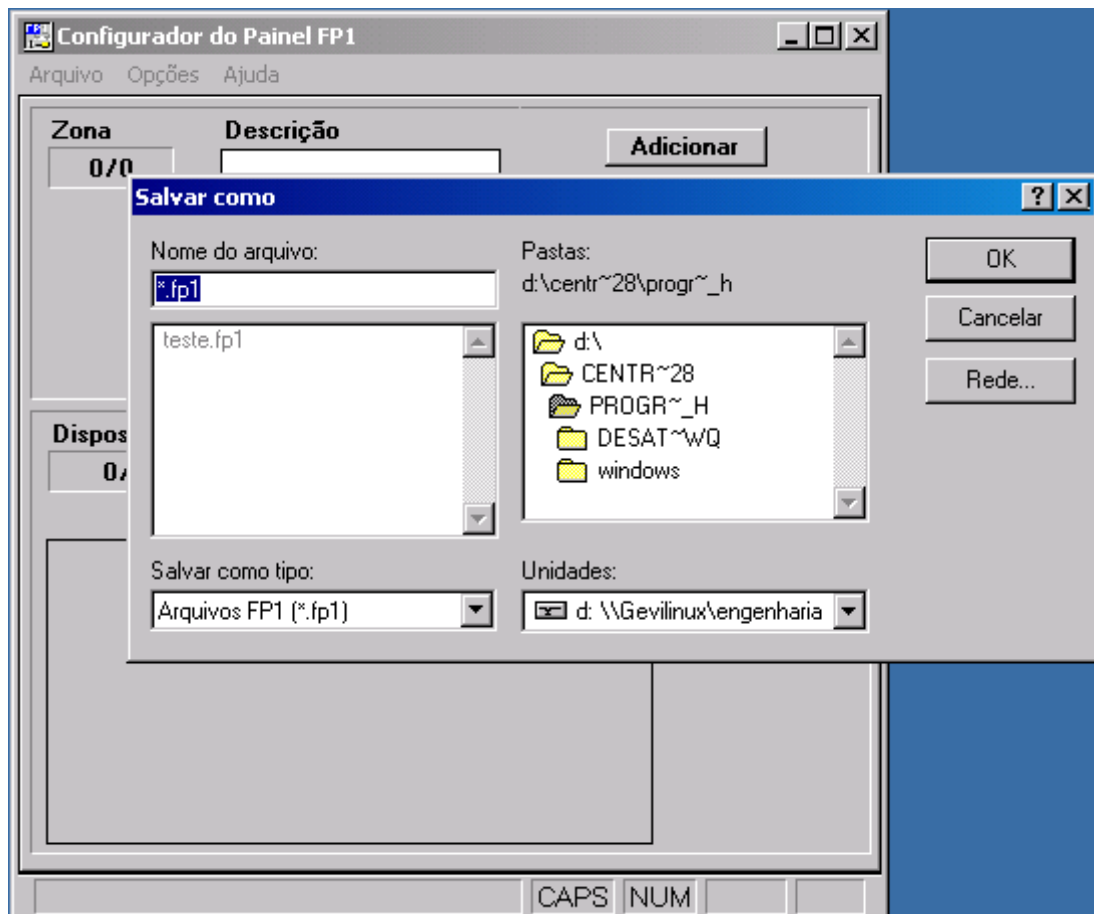 Configurador do Painel FP1
Arquivo Opções Ajuda
Zona Descrição
Adicionar
0/0
Salvar como
Nome do arquivo: Pastas:
*.fp1 d:\centr~28\progr~_h
OK
Cancelar
Rede...
teste.fp1
d:\
CENTR~28
PROGR~_H
DESAT~WQ
windows
Dispos
0/
Salvar como tipo: Unidades:
Arquivos FP1 (*.fp1) d: \\Gevilinux\engenharia
CAPS NUM